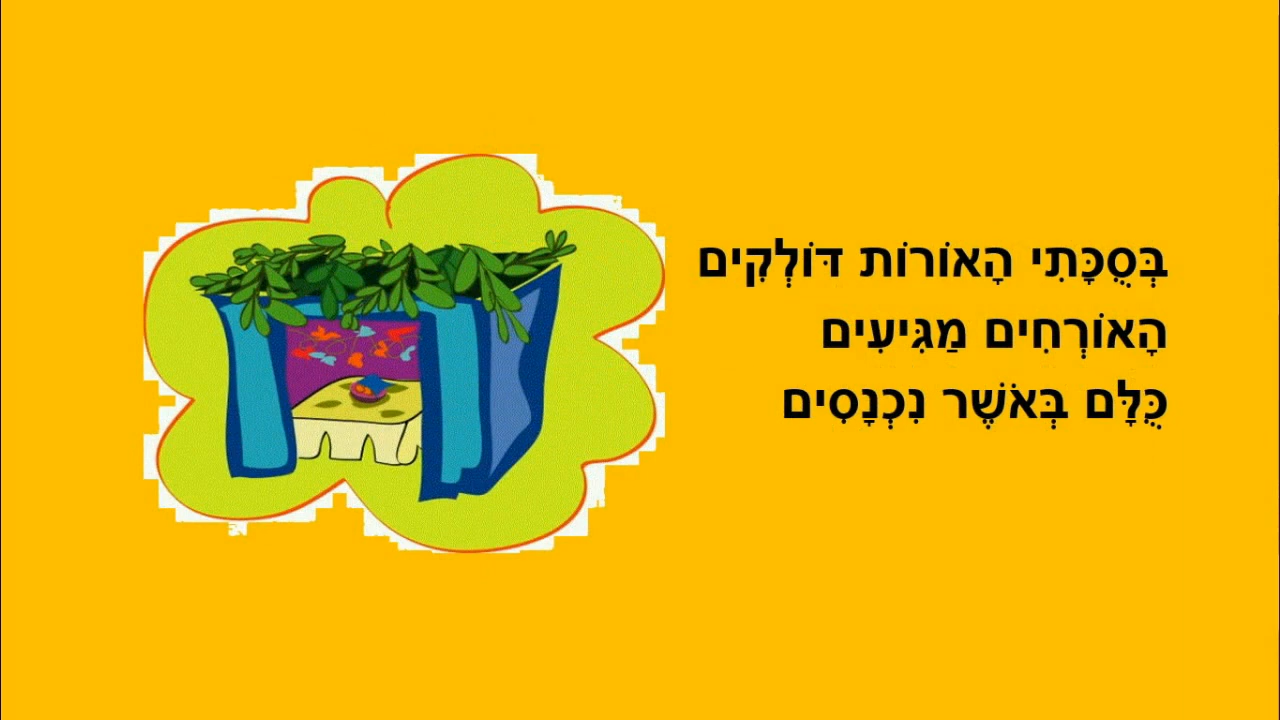 בְּסֻכָּתִי הָאוֹרוֹת דּוֹלְקִים
הָאוֹרְחִים מַגִּיעִים
כֻּלָּם בְּאֹשֶׁר נִכְנָסִים